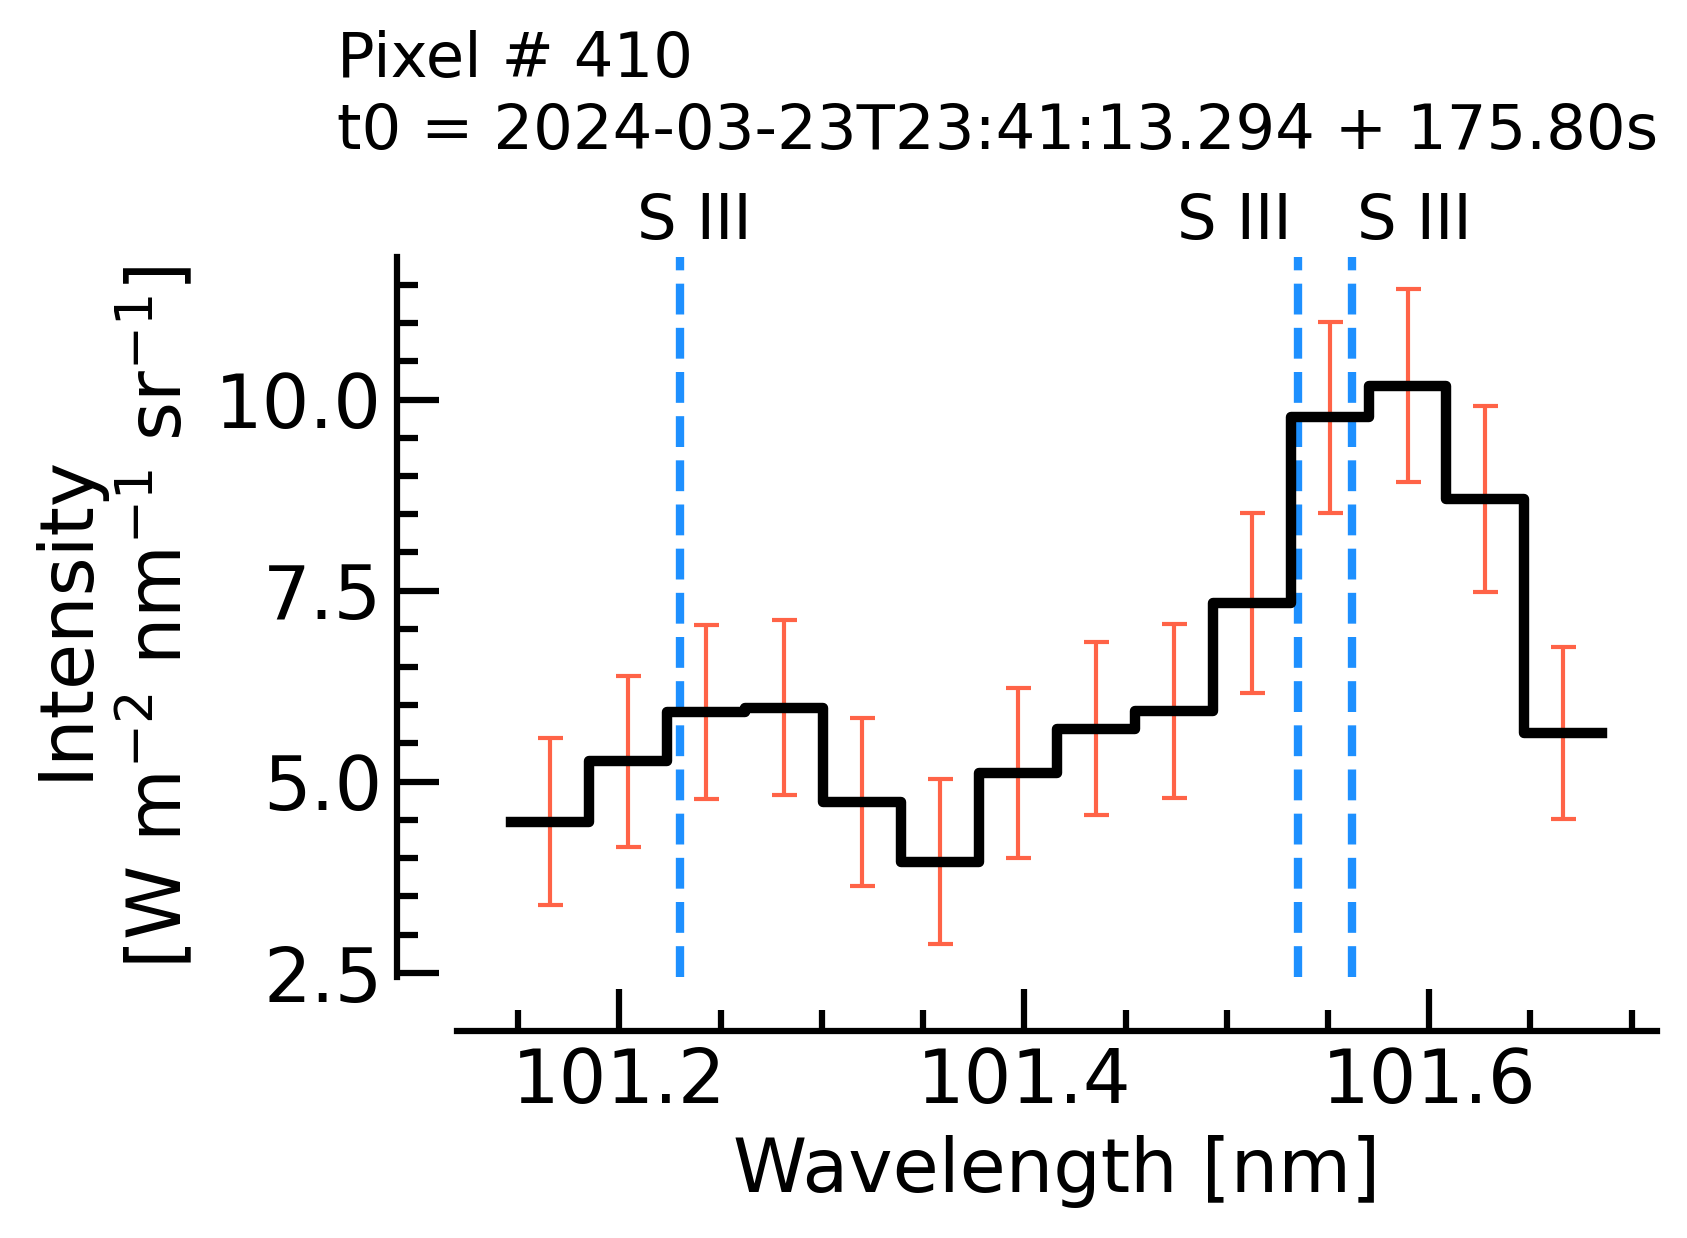 Pixel # 410
t0 = 2024-03-23T23:41:13.294 + 175.80s
S III S III S III
Intensity
[W m⁻² nm⁻¹ sr⁻¹]
10.0
7.5
5.0
2.5
101.2 101.4 101.6
Wavelength [nm]